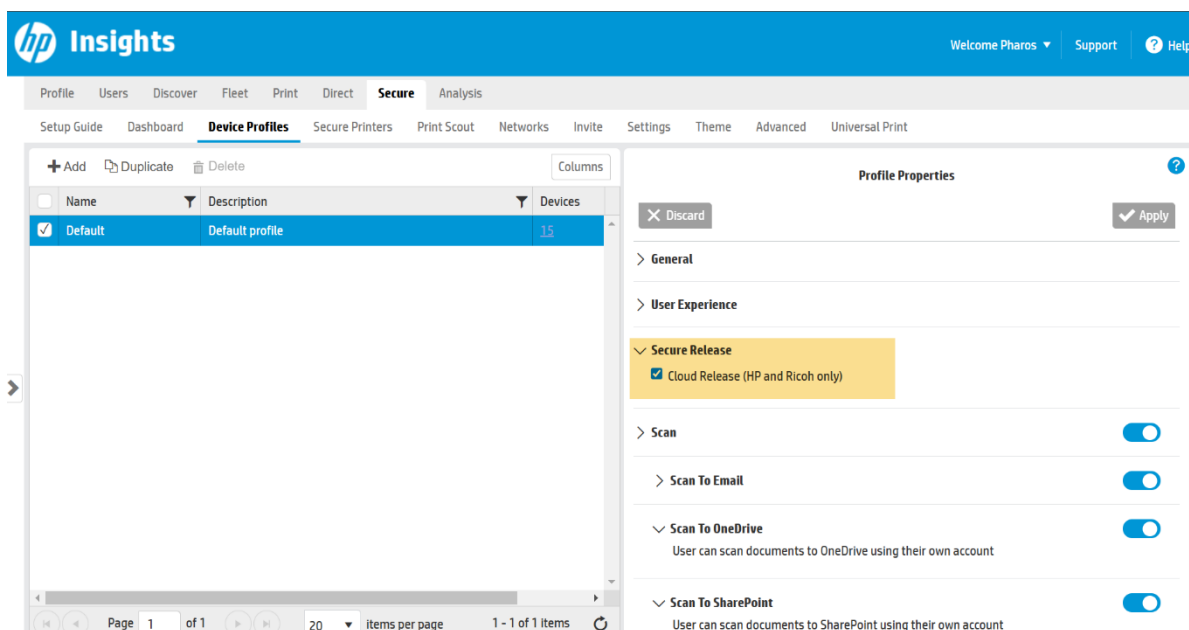 hp Insights
Welcome Pharos Support ? Help
Profile Users Discover Fleet Print Direct Secure Analysis
Setup Guide Dashboard Device Profiles Secure Printers Print Scout Networks Invite Settings Theme Advanced Universal Print
Add Duplicate Delete Columns
Name Description Devices
Default Default profile 15
Page 1 of 1 20 items per page 1 - 1 of 1 items
Profile Properties ?
Discard Apply
General
User Experience
Secure Release
Cloud Release (HP and Ricoh only)
Scan
Scan To Email
Scan To OneDrive
User can scan documents to OneDrive using their own account
Scan To SharePoint
User can scan documents to SharePoint using their own account